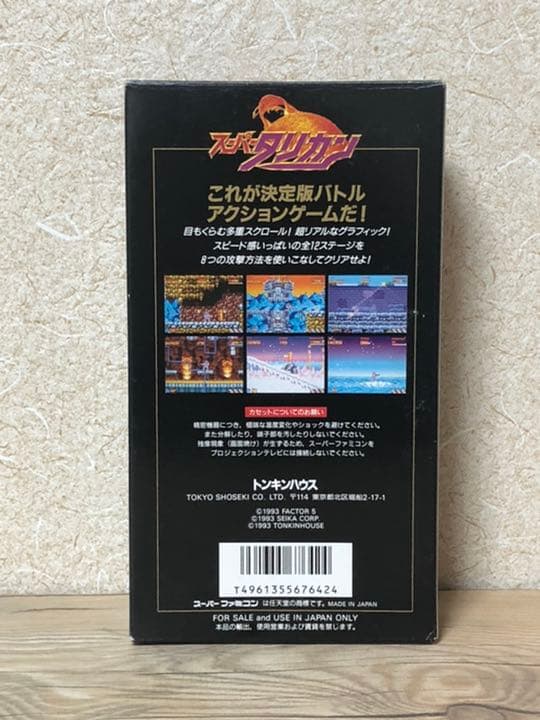 スーパータリカン
これが決定版バトル
アクションゲームだ!
目もくらむ多重スクロール! 超リアルなグラフィック!
スピード感いっぱいの全12ステージを
8つの攻撃方法を使いこなしてクリアせよ!
カセットについてのお願い
精密機器につき、極端な温度変化やショックを避けてください。
また分解したり、端子部を汚したりしないでください。
残像現象(画面焼け)が生ずるため、スーパーファミコンを
プロジェクションテレビには接続しないでください。
トンキンハウス
TOKYO SHOSEKI CO. LTD. 〒114 東京都北区堀船2-17-1
©1993 FACTOR 5
©1993 SEIKA CORP.
©1993 TONKINHOUSE
T4961355676424
スーパーファミコンは任天堂の商標です。MADE IN JAPAN
FOR SALE and USE IN JAPAN ONLY
本品の輸出、使用営業および賃貸を禁じます。